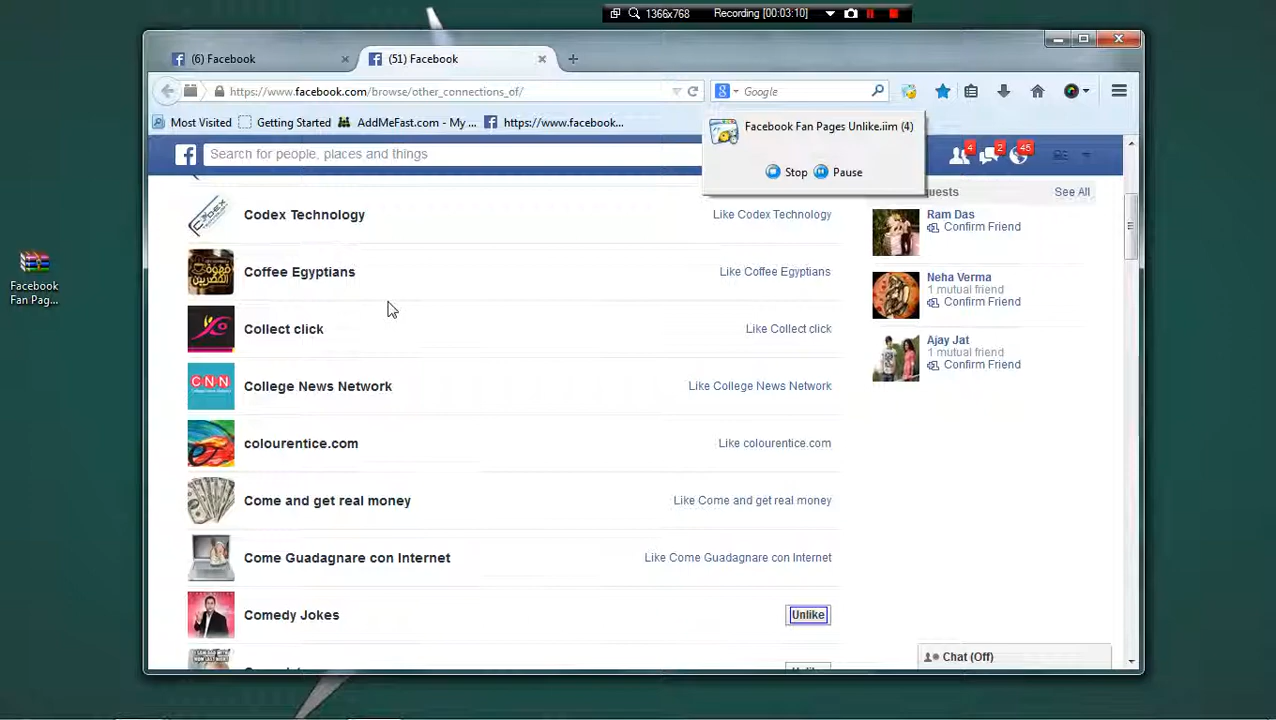 1366x768
Recording [00:03:10]
(6) Facebook
(51) Facebook
https://www.facebook.com/browse/other_connections_of/
Google
Most Visited
Getting Started
AddMeFast.com - My ...
https://www.facebook...
Facebook Fan Pages Unlike.iim (4)
Stop
Pause
Search for people, places and things
4
2
45
uests
See All
Codex Technology
Like Codex Technology
Ram Das
Confirm Friend
Coffee Egyptians
Like Coffee Egyptians
Neha Verma
1 mutual friend
Confirm Friend
Facebook
Fan Pag...
Collect click
Like Collect click
Ajay Jat
1 mutual friend
Confirm Friend
CNN
College News Network
Like College News Network
colourentice.com
Like colourentice.com
Come and get real money
Like Come and get real money
Come Guadagnare con Internet
Like Come Guadagnare con Internet
Comedy Jokes
Unlike
Chat (Off)